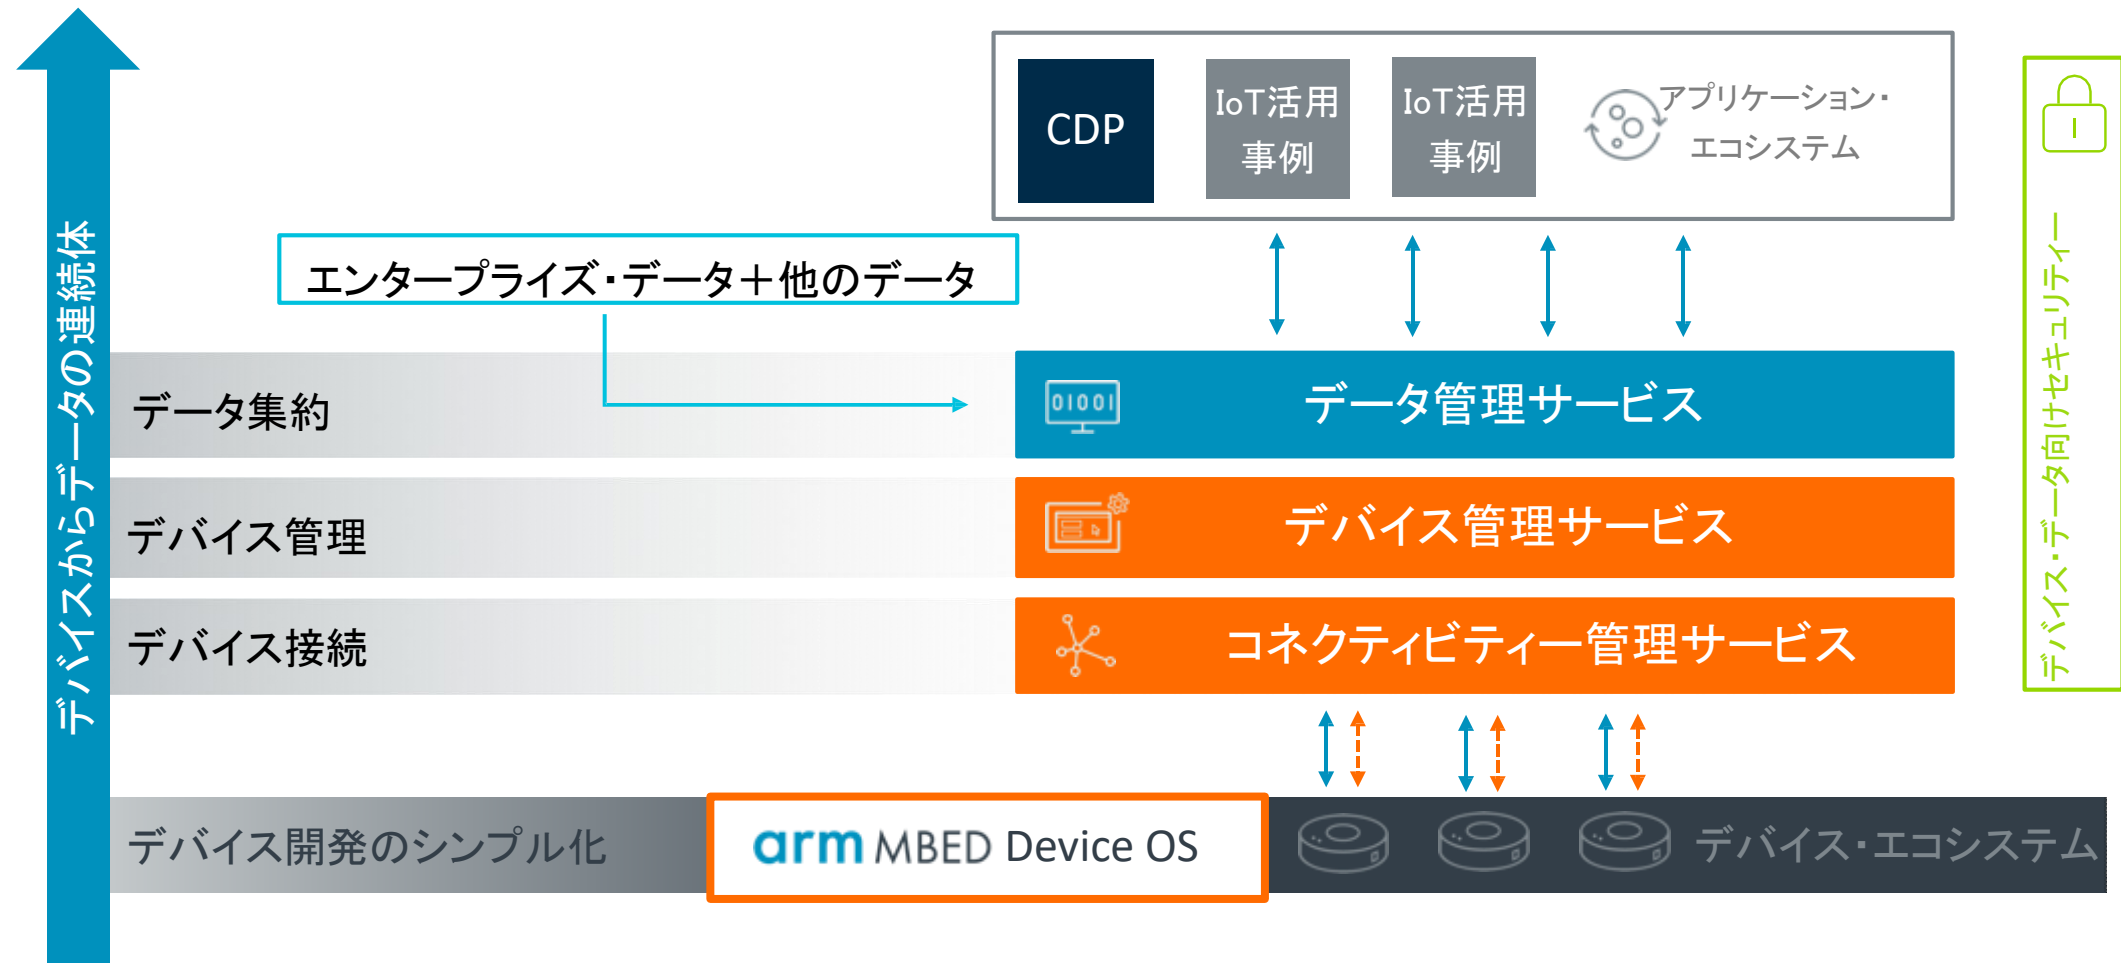 CDP
IoT活用
事例
IoT活用
事例
アプリケーション・
エコシステム
エンタープライズ・データ＋他のデータ
デバイスからデータの連続体
データ集約
01001
データ管理サービス
デバイス管理
デバイス管理サービス
デバイス接続
コネクティビティー管理サービス
デバイス・データ向けセキュリティー
デバイス開発のシンプル化
arm MBED Device OS
デバイス・エコシステム